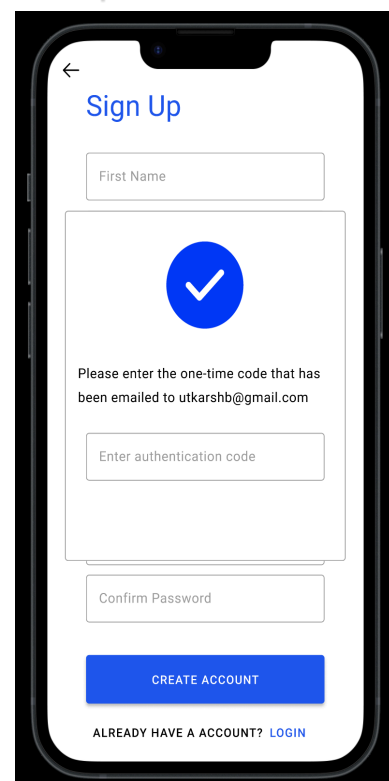 Sign Up
First Name
Please enter the one-time code that has
been emailed to utkarshb@gmail.com
Enter authentication code
Confirm Password
CREATE ACCOUNT
ALREADY HAVE A ACCOUNT? LOGIN